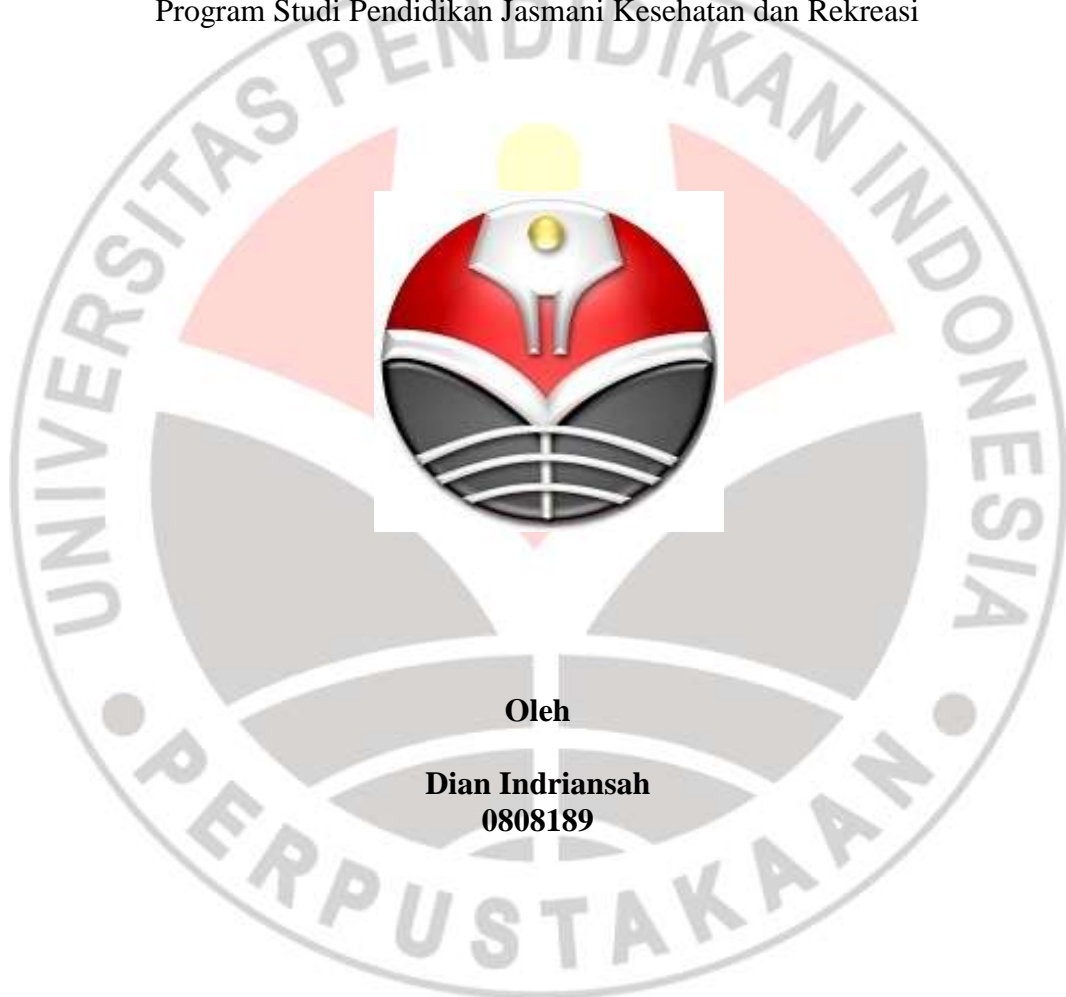 Program Studi Pendidikan Jasmani Kesehatan dan Rekreasi
UNIVERSITAS PENDIDIKAN INDONESIA
Oleh
Dian Indriansah
0808189
PERPUSTAKAAN